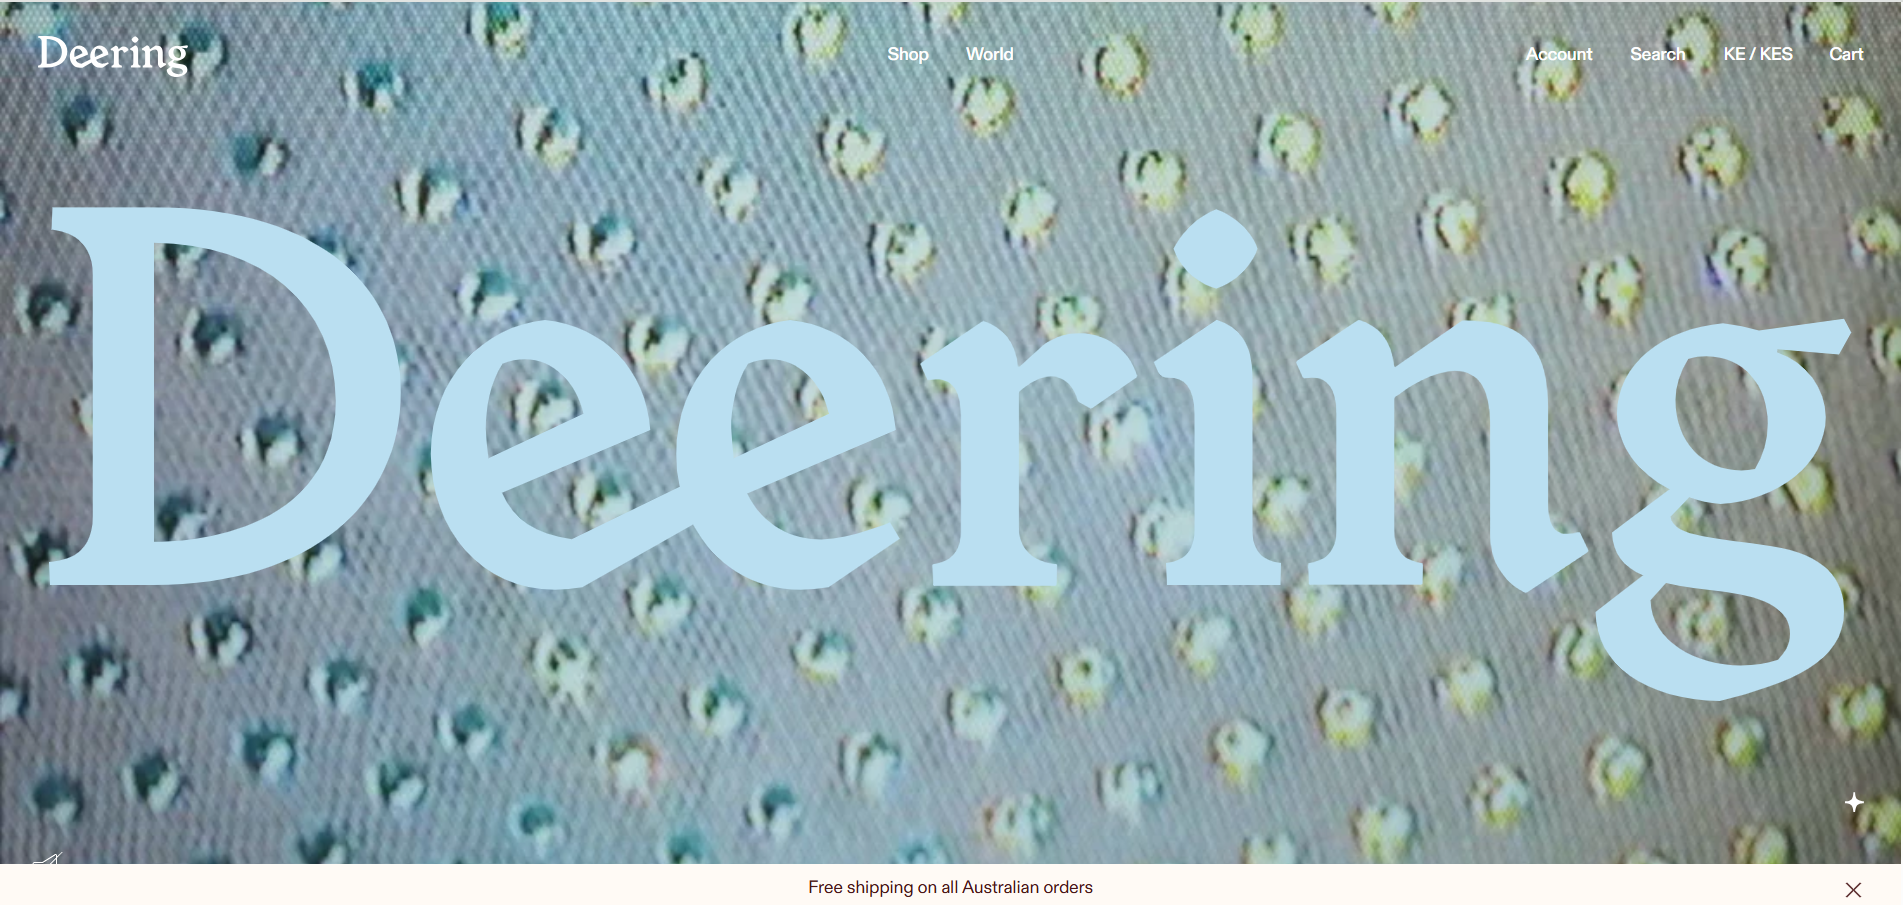 Deering
Shop World
Account Search KE / KES Cart
Deering
Free shipping on all Australian orders